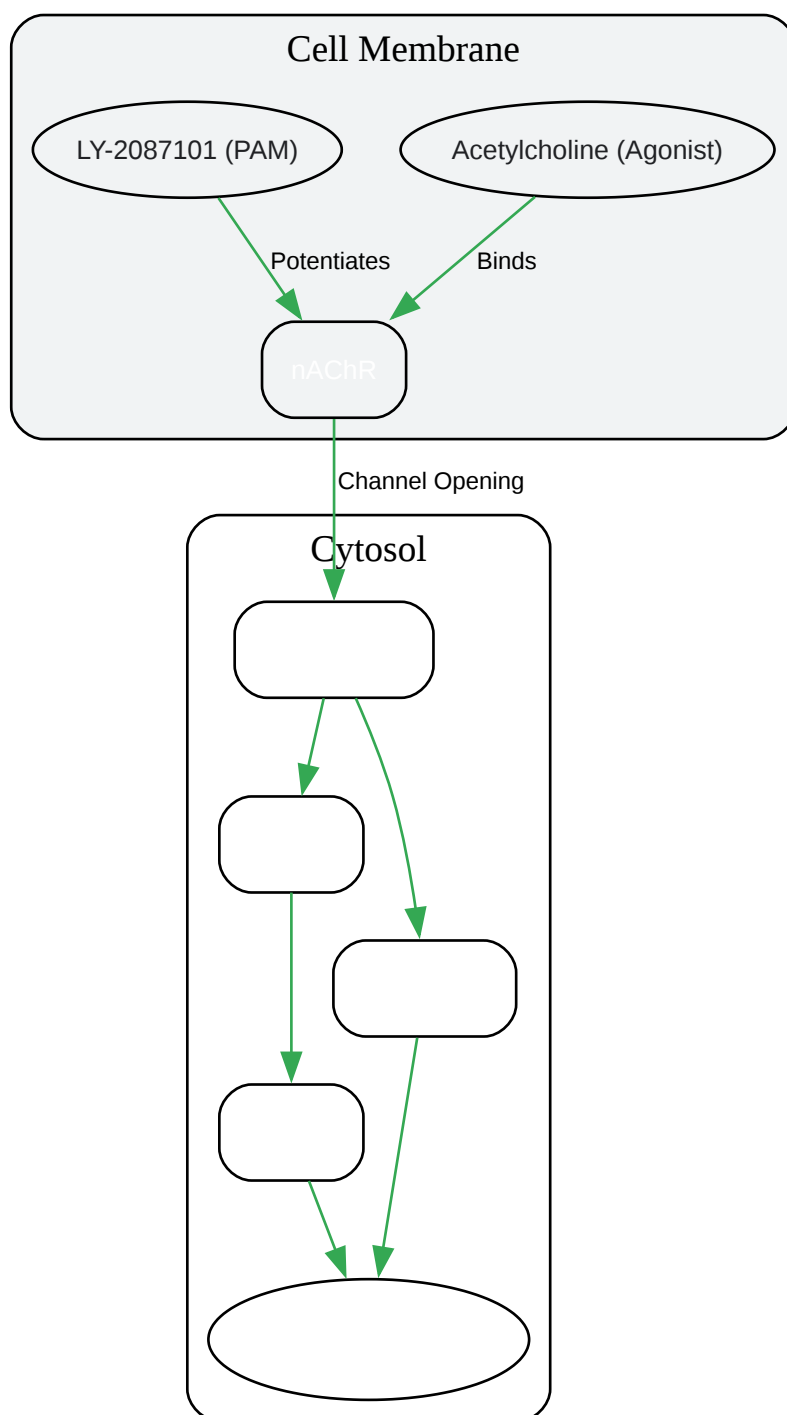 Cell Membrane
LY-2087101 (PAM)
Acetylcholine (Agonist)
Potentiates
Binds
nAChR
Channel Opening
Cytosol